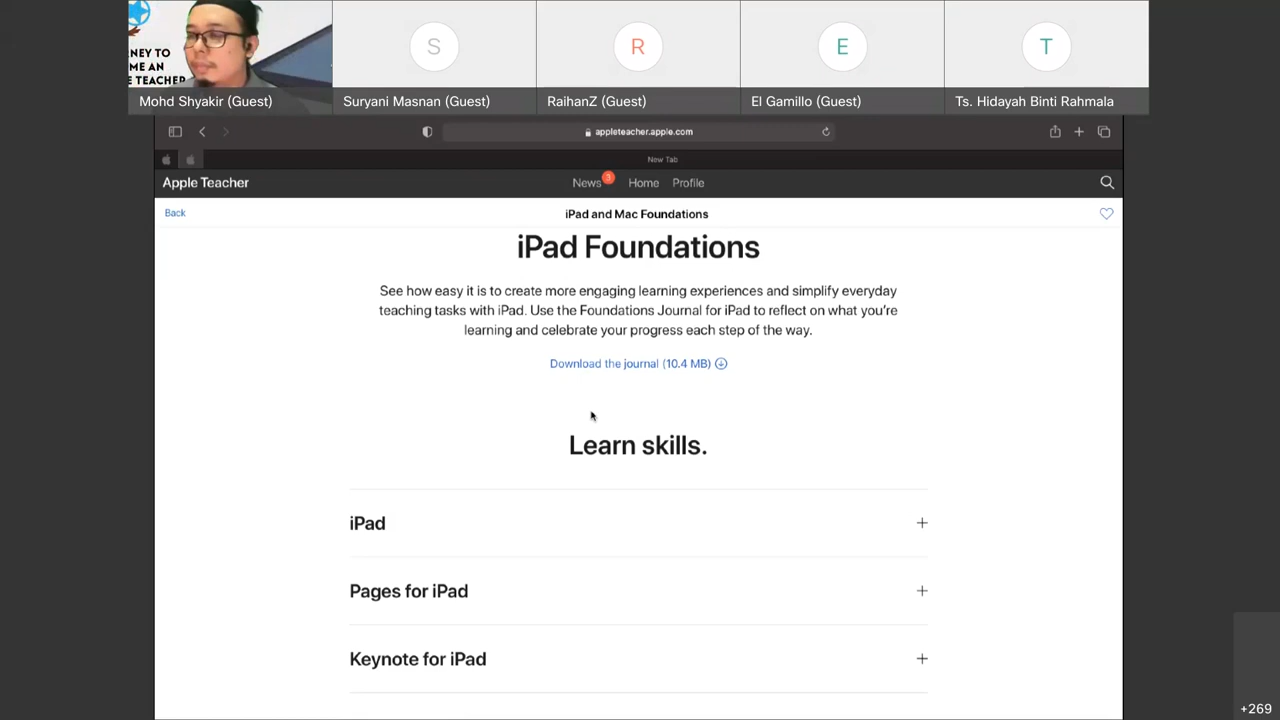 NEY TO
ME AN
E TEACHER
Mohd Shyakir (Guest)
S
Suryani Masnan (Guest)
R
RaihanZ (Guest)
E
El Gamillo (Guest)
T
Ts. Hidayah Binti Rahmala
appleteacher.apple.com
New Tab
Apple Teacher
News
3
Home
Profile
Back
iPad and Mac Foundations
iPad Foundations
See how easy it is to create more engaging learning experiences and simplify everyday
teaching tasks with iPad. Use the Foundations Journal for iPad to reflect on what you're
learning and celebrate your progress each step of the way.
Download the journal (10.4 MB)
Learn skills.
iPad
Pages for iPad
Keynote for iPad
+269